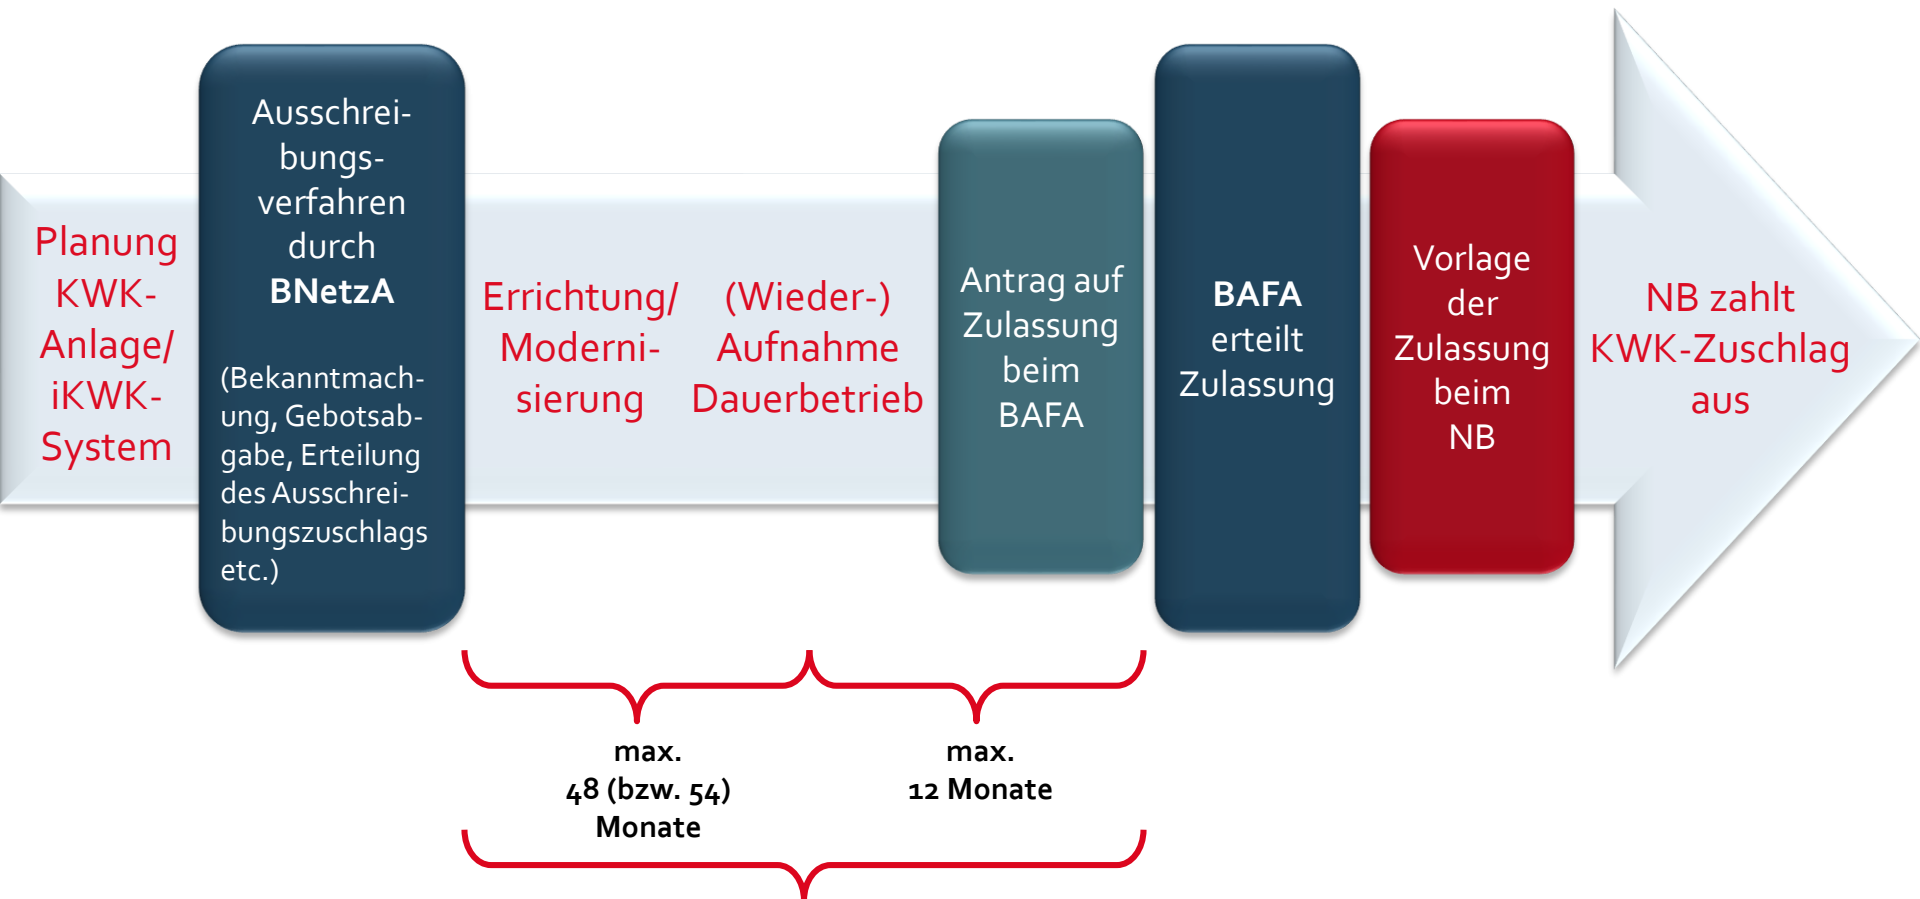 Planung
KWK-
Anlage/
iKWK-
System
Ausschrei-
bungs-
verfahren
durch
BNetzA
(Bekanntmach-
ung, Gebotsab-
gabe, Erteilung
des Ausschrei-
bungszuschlags
etc.)
Errichtung/
Moderni-
sierung
(Wieder-)
Aufnahme
Dauerbetrieb
Antrag auf
Zulassung
beim
BAFA
BAFA
erteilt
Zulassung
Vorlage
der
Zulassung
beim
NB
NB zahlt
KWK-Zuschlag
aus
max.
48 (bzw. 54)
Monate
max.
12 Monate